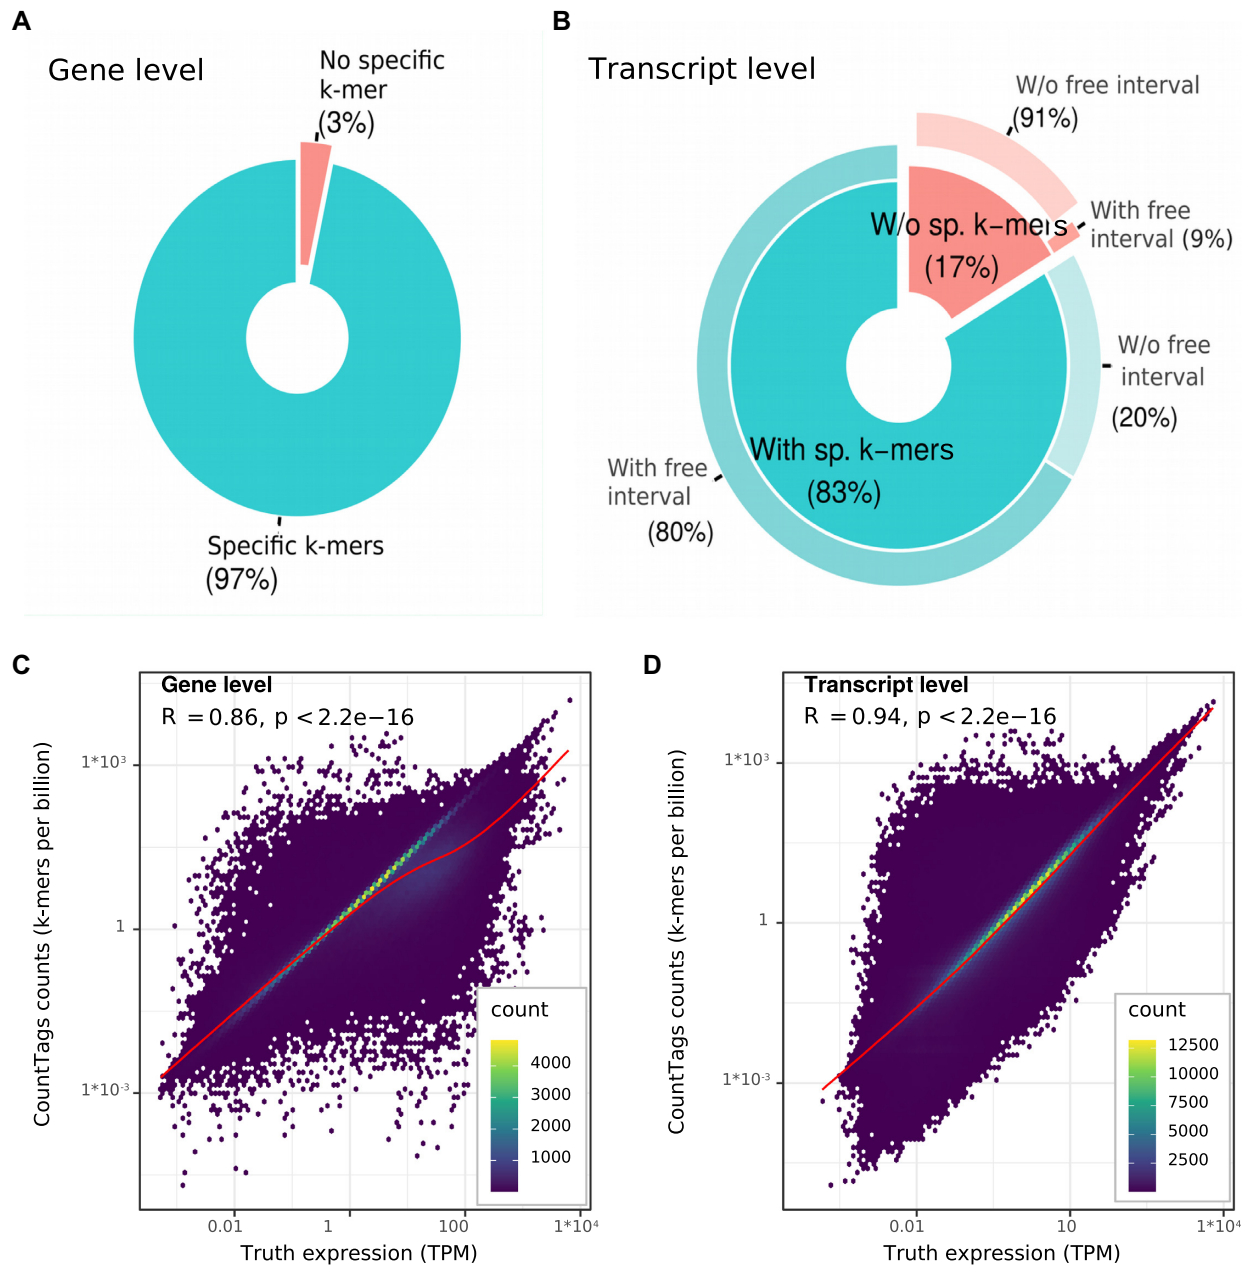 A
B
Gene level
No specific
k-mer
(3%)
Specific k-mers
(97%)
Transcript level
W/o free interval
(91%)
W/o sp. k−mers
(17%)
With free
interval (9%)
W/o free
interval
(20%)
With sp. k−mers
(83%)
With free
interval
(80%)
C
Gene level
R = 0.86, p < 2.2e−16
CountTags counts (k-mers per billion)
1*10³
1
1*10⁻³
count
4000
3000
2000
1000
0.01
1
100
1*10⁴
Truth expression (TPM)
D
Transcript level
R = 0.94, p < 2.2e−16
CountTags counts (k-mers per billion)
1*10³
1
1*10⁻³
count
12500
10000
7500
5000
2500
0.01
10
1*10⁴
Truth expression (TPM)